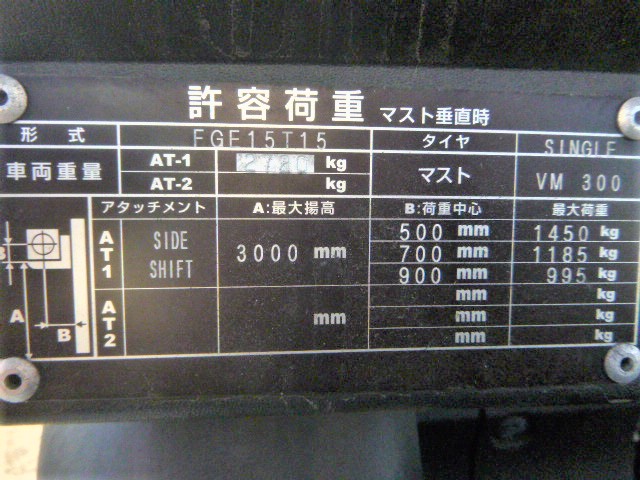 許容荷重 マスト垂直時
形式 FGE15T15 タイヤ SINGLE
車両重量 AT-1 kg マスト VM 300
AT-2 kg
アタッチメント A:最大揚高 B:荷重中心 最大荷重
AT1 SIDE SHIFT 3000 mm 500 mm 1450 kg
700 mm 1185 kg
900 mm 995 kg
AT2 mm mm kg
mm kg
mm kg
B
A
B